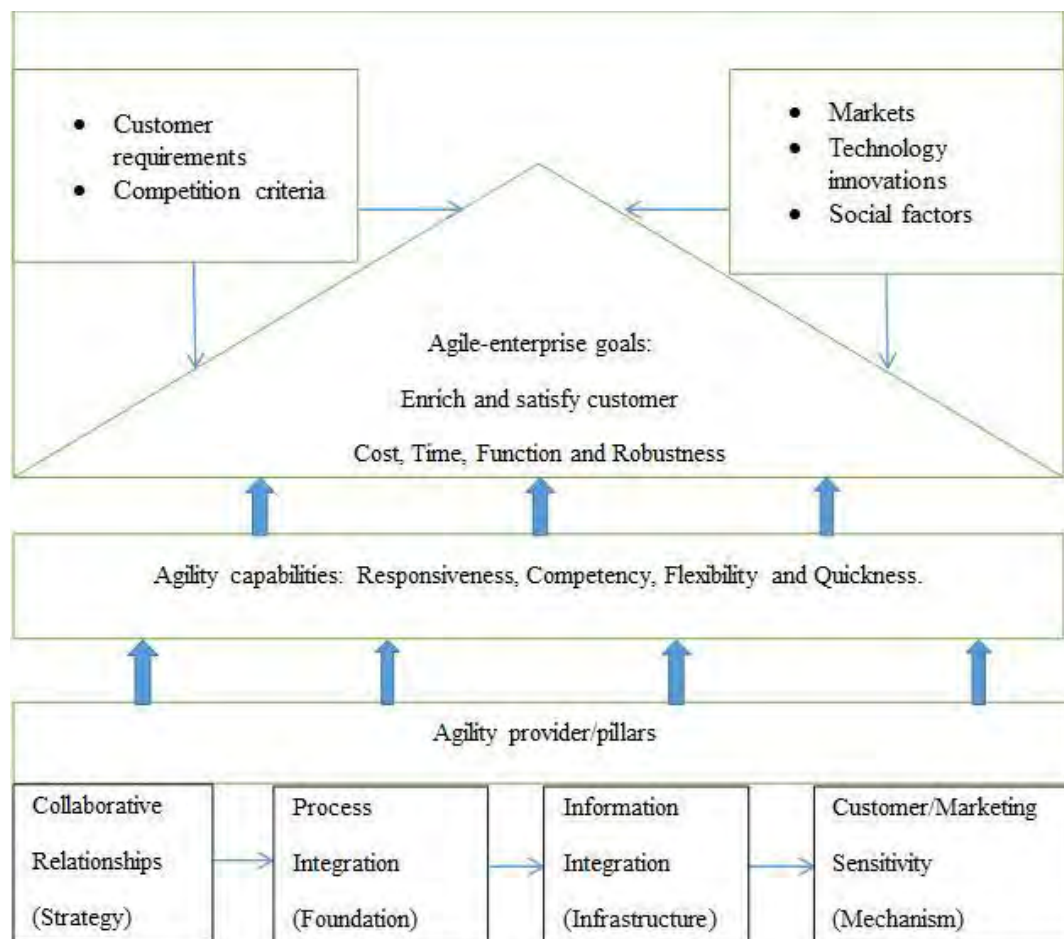 • Customer
requirements
• Competition criteria
• Markets
• Technology
innovations
• Social factors
Agile-enterprise goals:
Enrich and satisfy customer
Cost, Time, Function and Robustness
Agility capabilities: Responsiveness, Competency, Flexibility and Quickness.
Agility provider/pillars
Collaborative
Relationships
(Strategy)
Process
Integration
(Foundation)
Information
Integration
(Infrastructure)
Customer/Marketing
Sensitivity
(Mechanism)